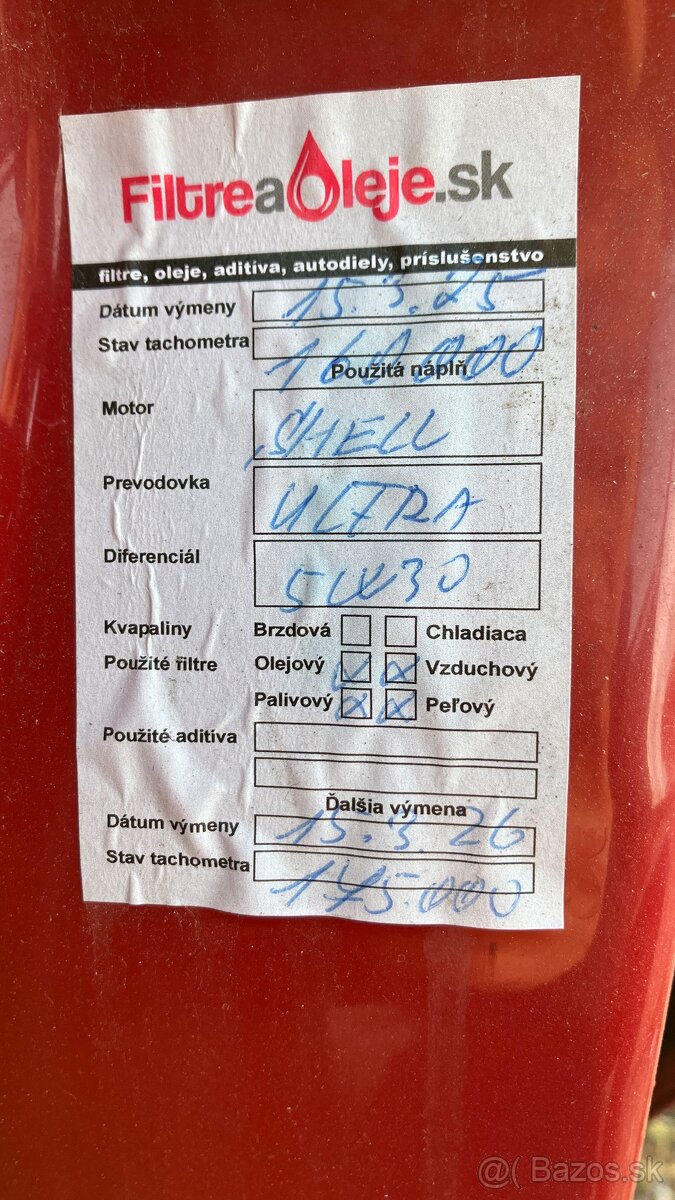 FiltreaOleje.sk
filtre, oleje, aditíva, autodiely, príslušenstvo
Dátum výmeny 15.3.25
Stav tachometra 160.000
Použitá náplň
Motor SHELL
Prevodovka ULTRA
Diferenciál 5W30
Kvapaliny Brzdová Chladiaca
Použité filtre Olejový Vzduchový
Palivový Peľový
Použité aditiva
Ďalšia výmena
Dátum výmeny 15.3.26
Stav tachometra 175.000
@( Bazos.sk